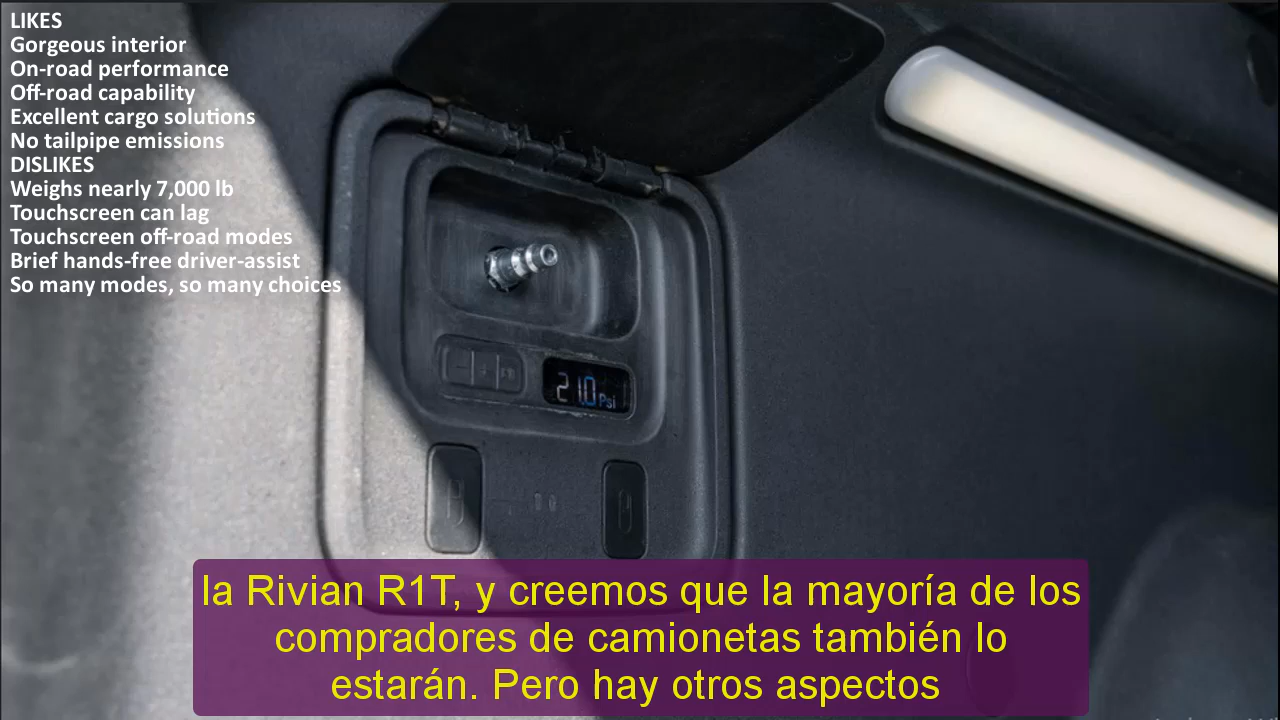 LIKES
Gorgeous interior
On-road performance
Off-road capability
Excellent cargo solutions
No tailpipe emissions
DISLIKES
Weighs nearly 7,000 lb
Touchscreen can lag
Touchscreen off-road modes
Brief hands-free driver-assist
So many modes, so many choices
21.0 Psi
la Rivian R1T, y creemos que la mayoría de los
compradores de camionetas también lo
estarán. Pero hay otros aspectos